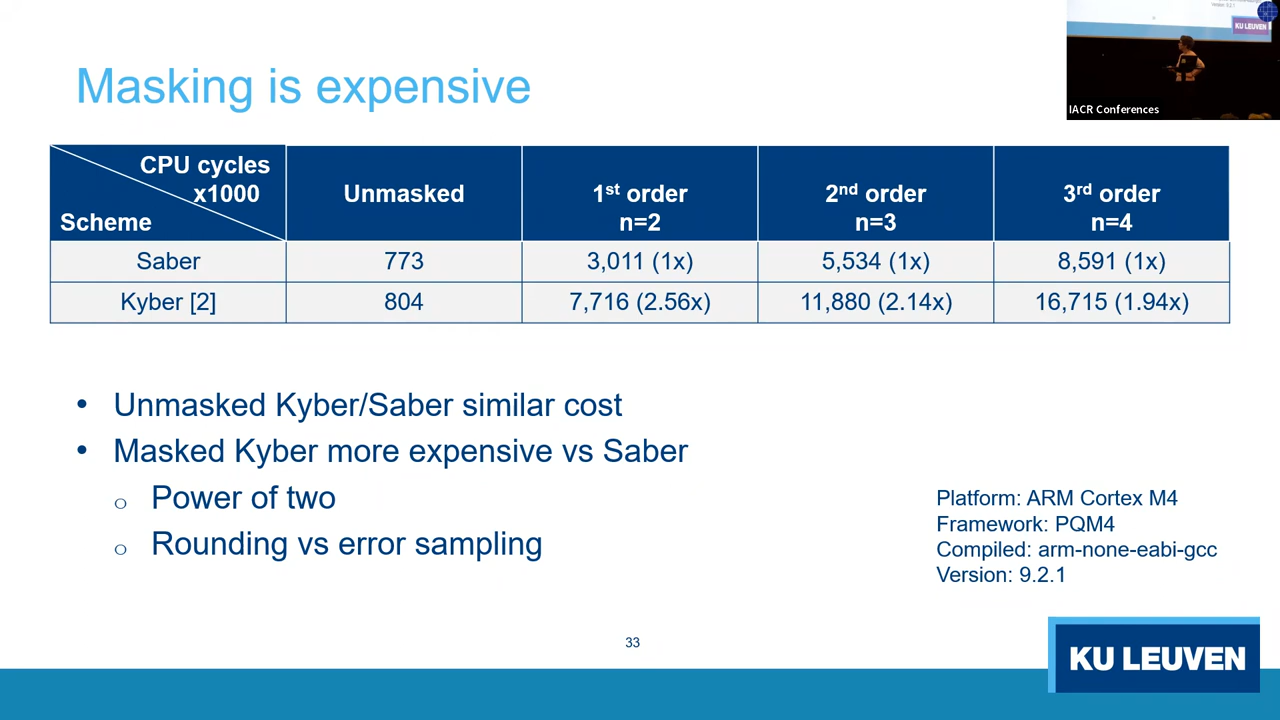 Masking is expensive
KU LEUVEN
IACR Conferences
CPU cycles
x1000
Scheme
Unmasked
1st order
n=2
2nd order
n=3
3rd order
n=4
Saber 773 3,011 (1x) 5,534 (1x) 8,591 (1x)
Kyber [2] 804 7,716 (2.56x) 11,880 (2.14x) 16,715 (1.94x)
• Unmasked Kyber/Saber similar cost
• Masked Kyber more expensive vs Saber
o Power of two
o Rounding vs error sampling
Platform: ARM Cortex M4
Framework: PQM4
Compiled: arm-none-eabi-gcc
Version: 9.2.1
33
KU LEUVEN